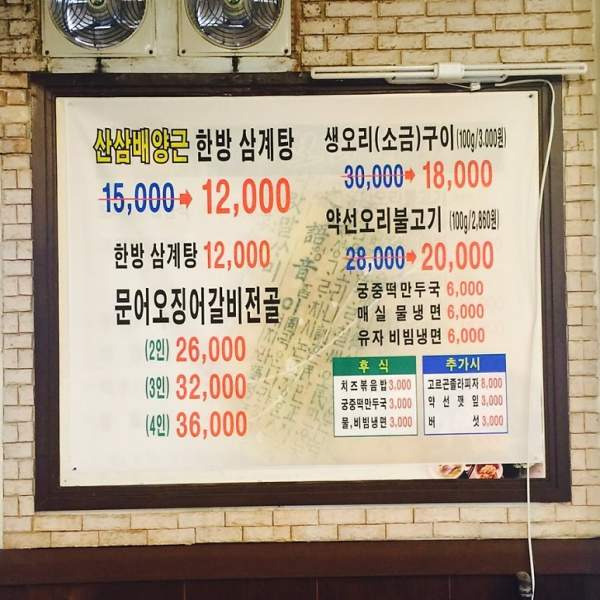 산삼배양근 한방 삼계탕
15,000 → 12,000
한방 삼계탕 12,000
문어오징어갈비전골
(2인) 26,000
(3인) 32,000
(4인) 36,000
생오리(소금)구이 (100g/3.000원)
30,000 → 18,000
약선오리불고기 (100g/2,860원)
28,000 → 20,000
궁중떡만두국 6,000
매실 물냉면 6,000
유자 비빔냉면 6,000
후 식
치즈볶음밥 3,000
궁중떡만두국 3,000
물,비빔냉면 3,000
추가시
고르곤졸라피자 8,000
약 선 깻 잎 3,000
버 섯 3,000